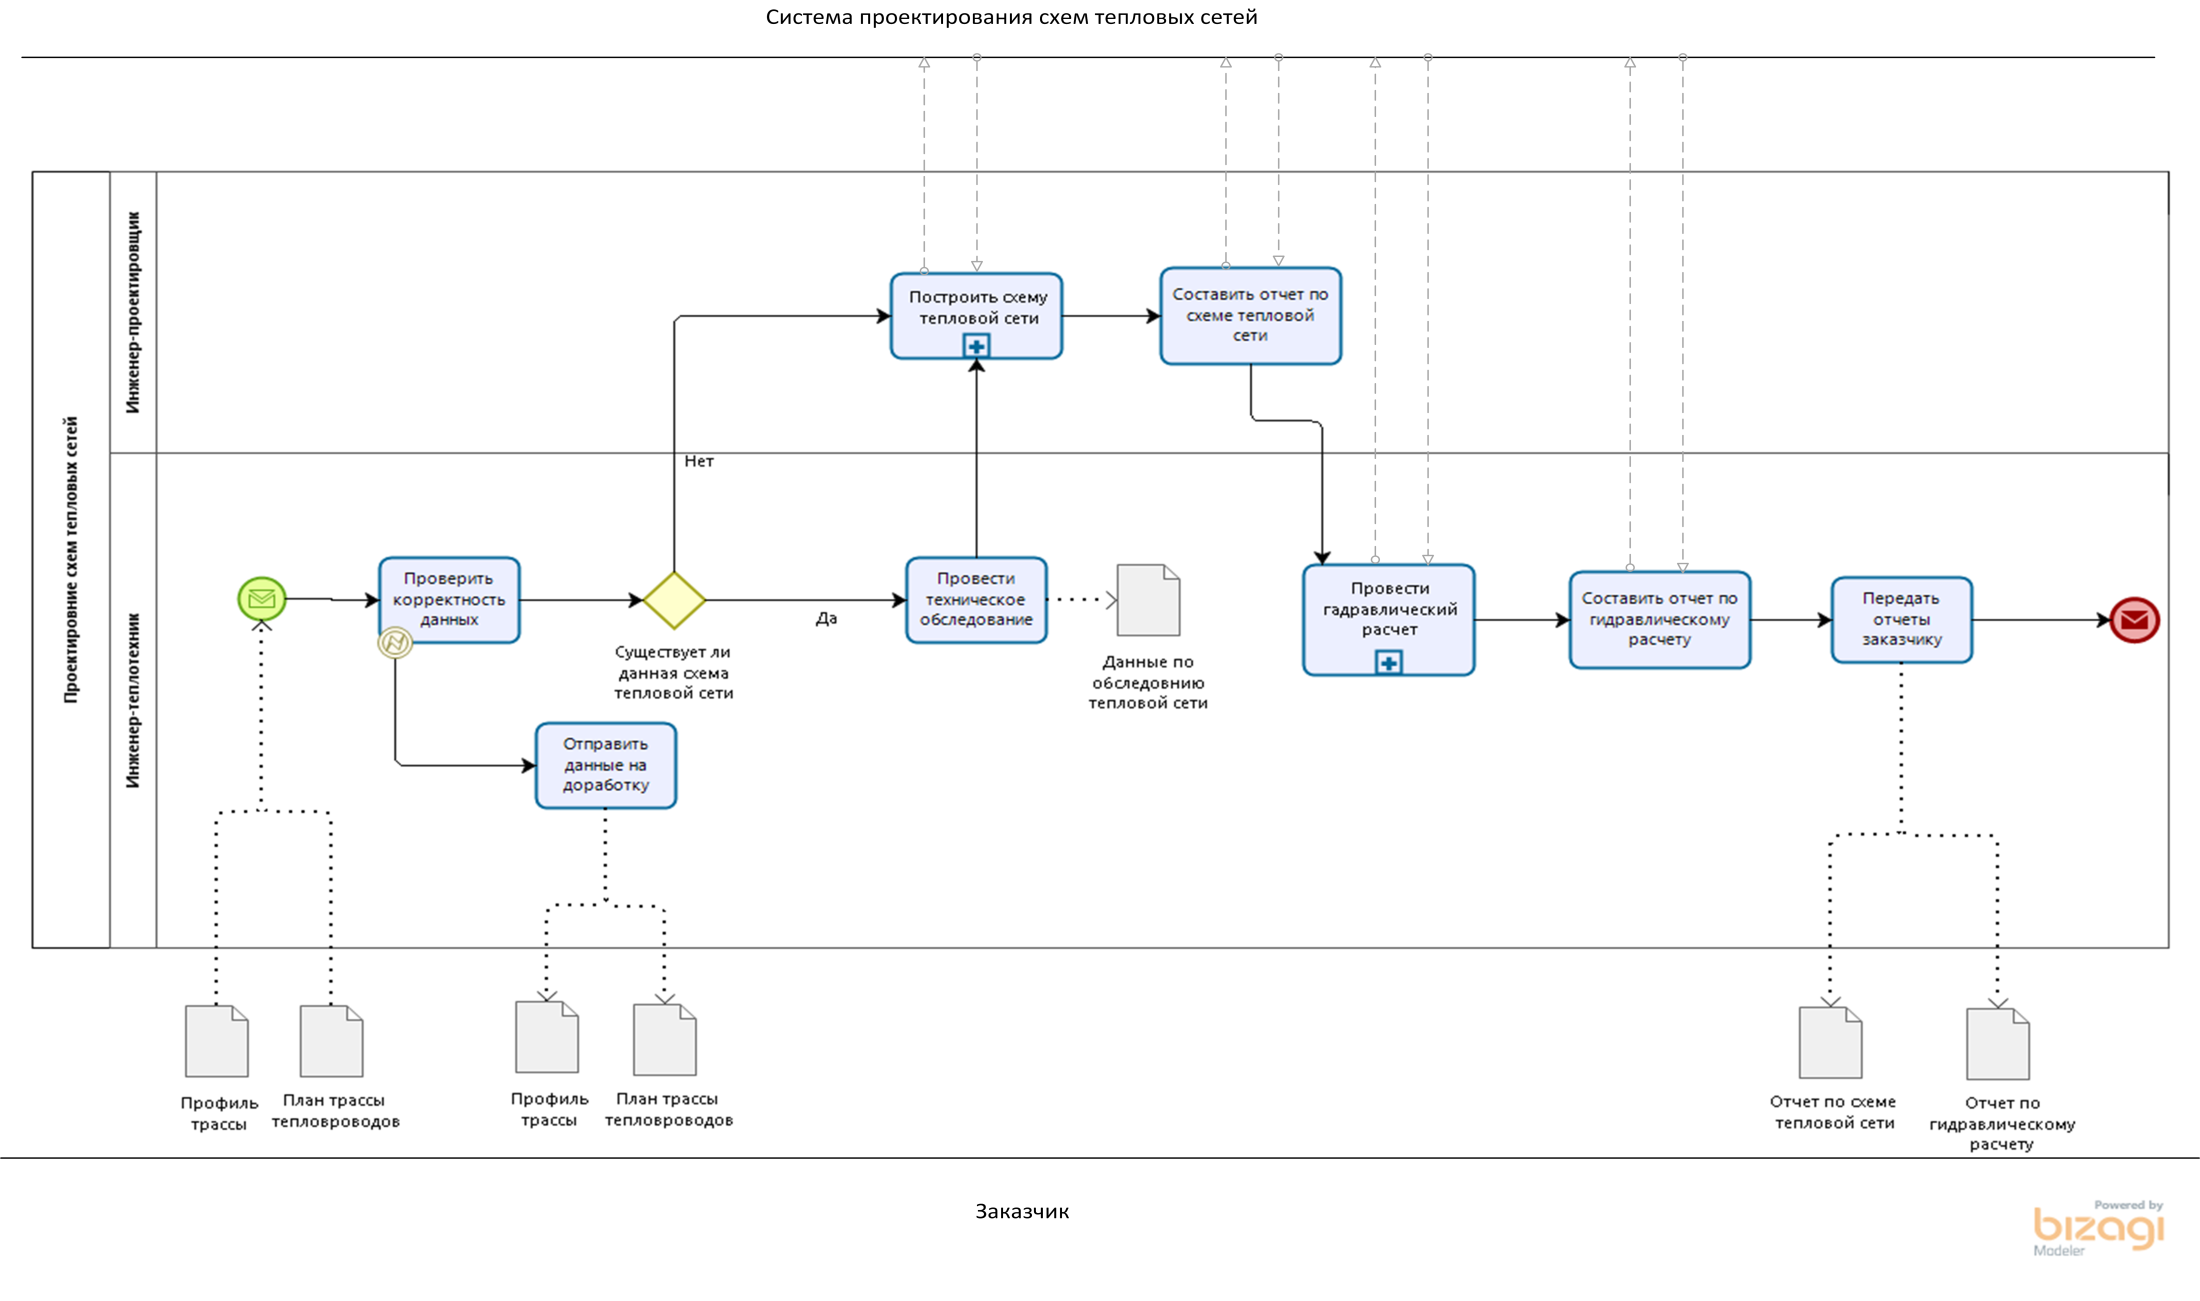 Система проектирования схем тепловых сетей
Проектировние схем тепловых сетей
Инженер-проектировщик
Построить схему
тепловой сети
Составить отчет по
схеме тепловой
сети
Нет
Инженер-теплотехник
Проверить
корректность
данных
Существует ли
данная схема
тепловой сети
Да
Провести
техническое
обследование
Данные по
обследовнию
тепловой сети
Провести
гадравлический
расчет
Составить отчет по
гидравлическому
расчету
Передать
отчеты
заказчику
Отправить
данные на
доработку
Профиль
трассы
План трассы
тепловроводов
Профиль
трассы
План трассы
тепловроводов
Отчет по схеме
тепловой сети
Отчет по
гидравлическому
расчету
Заказчик
Powered by
bizagi
Modeler